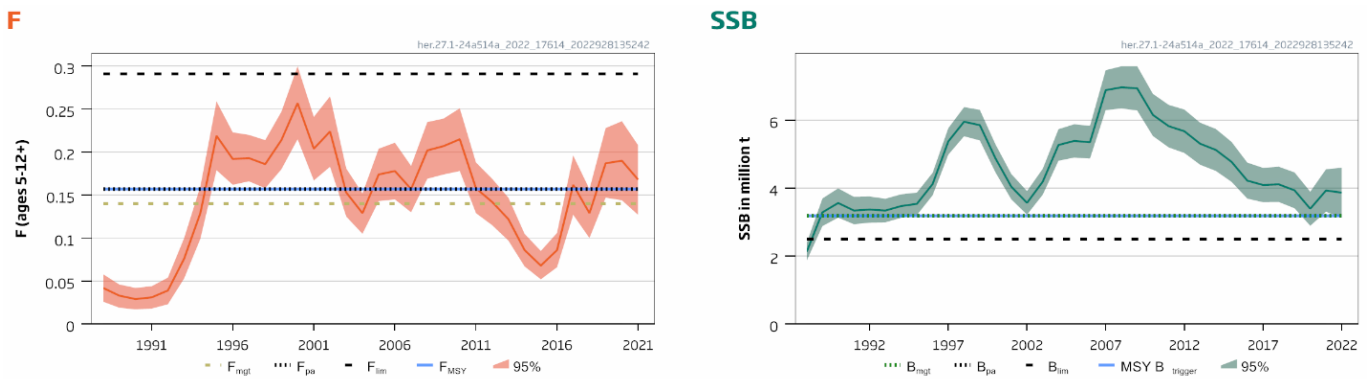 F
SSB
her.27.1-24a514a_2022_17614_2022928135242
her.27.1-24a514a_2022_17614_2022928135242
F (ages 5-12+)
0.3
0.25
0.2
0.15
0.1
0.05
0
1991 1996 2001 2006 2011 2016 2021
Fmgt Fpa Flim FMSY 95%
SSB in million t
6
4
2
0
1992 1997 2002 2007 2012 2017 2022
Bmgt Bpa Blim MSY B trigger 95%